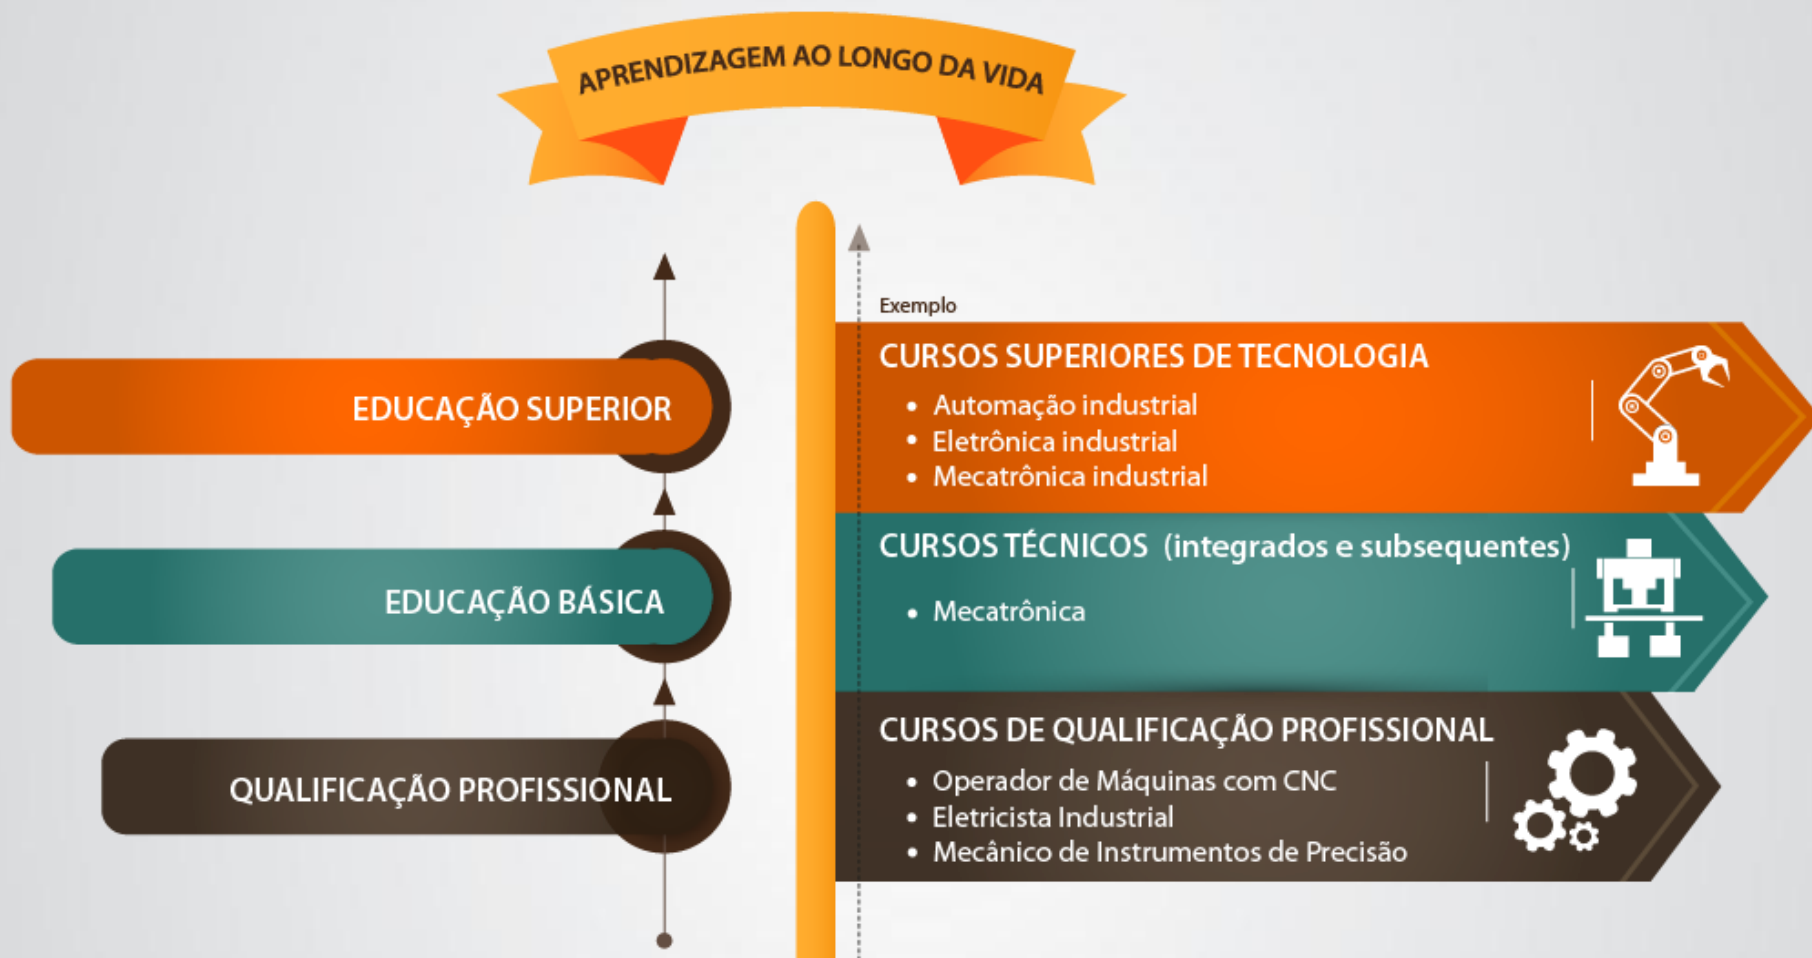 APRENDIZAGEM AO LONGO DA VIDA
EDUCAÇÃO SUPERIOR
EDUCAÇÃO BÁSICA
QUALIFICAÇÃO PROFISSIONAL
Exemplo
CURSOS SUPERIORES DE TECNOLOGIA
• Automação industrial
• Eletrônica industrial
• Mecatrônica industrial
CURSOS TÉCNICOS (integrados e subsequentes)
• Mecatrônica
CURSOS DE QUALIFICAÇÃO PROFISSIONAL
• Operador de Máquinas com CNC
• Eletricista Industrial
• Mecânico de Instrumentos de Precisão